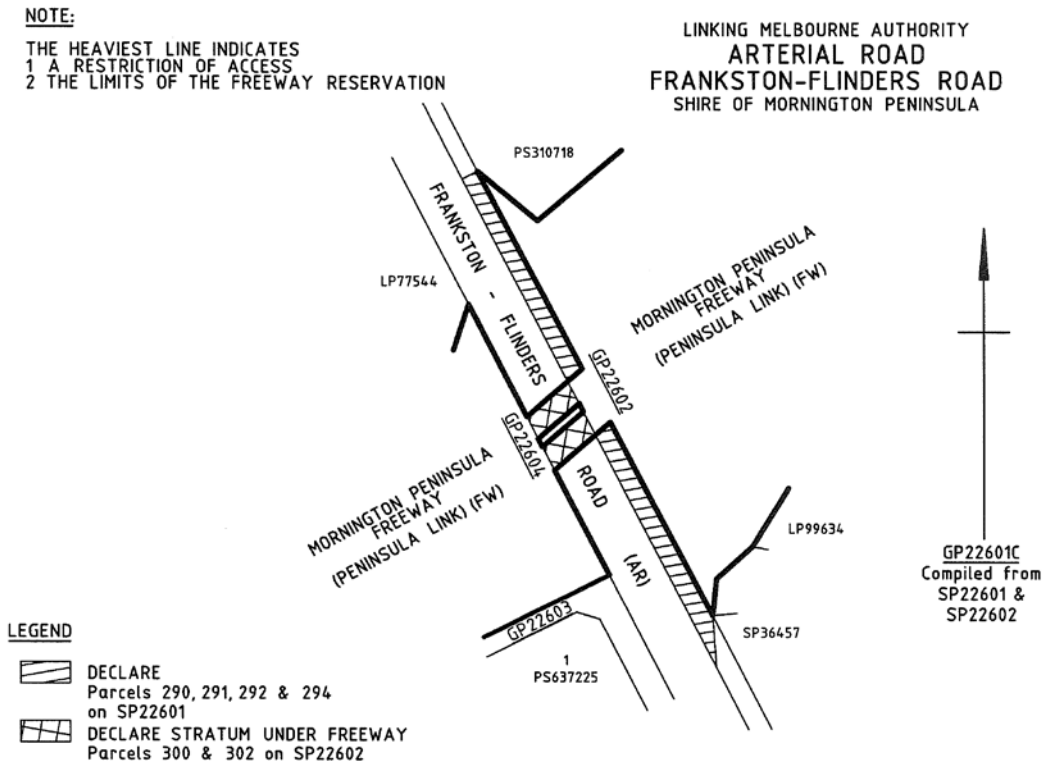 NOTE:
THE HEAVIEST LINE INDICATES
1 A RESTRICTION OF ACCESS
2 THE LIMITS OF THE FREEWAY RESERVATION
LINKING MELBOURNE AUTHORITY
ARTERIAL ROAD
FRANKSTON-FLINDERS ROAD
SHIRE OF MORNINGTON PENINSULA
PS310718
FRANKSTON - FLINDERS
LP77544
MORNINGTON PENINSULA
FREEWAY
(PENINSULA LINK) (FW)
GP22602
GP22604
MORNINGTON PENINSULA
FREEWAY
(PENINSULA LINK) (FW)
ROAD
(AR)
LP99634
GP22601C
Compiled from
SP22601 &
SP22602
GP22603
SP36457
1
PS637225
LEGEND
DECLARE
Parcels 290, 291, 292 & 294
on SP22601
DECLARE STRATUM UNDER FREEWAY
Parcels 300 & 302 on SP22602